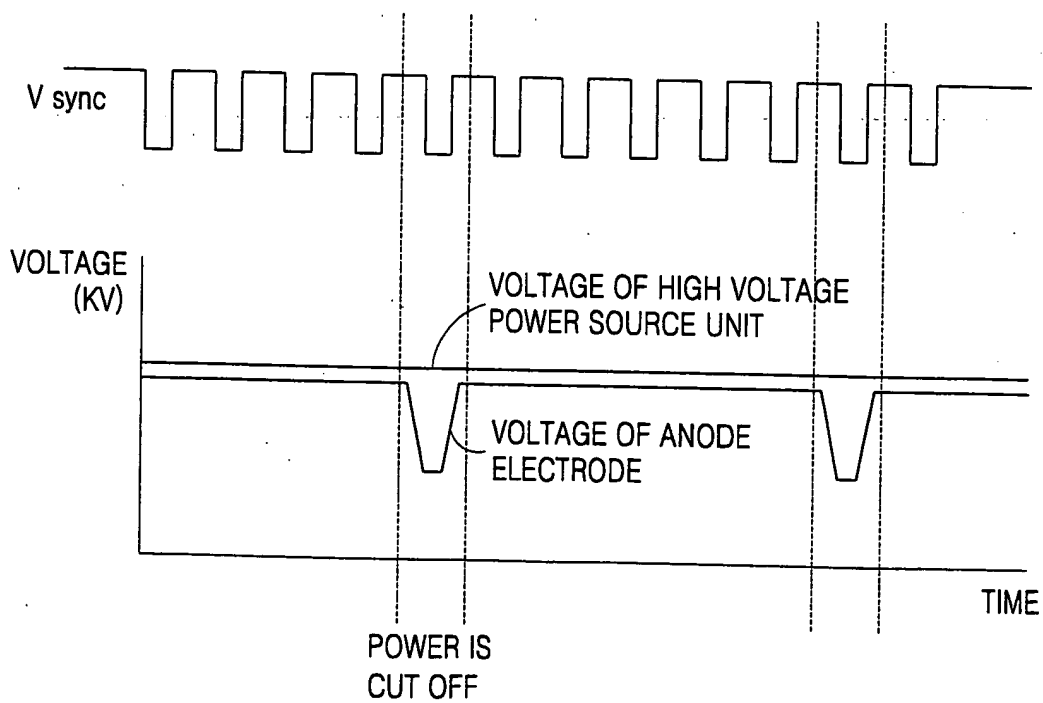 V sync
VOLTAGE
(KV)
VOLTAGE OF HIGH VOLTAGE
POWER SOURCE UNIT
VOLTAGE OF ANODE
ELECTRODE
TIME
POWER IS
CUT OFF